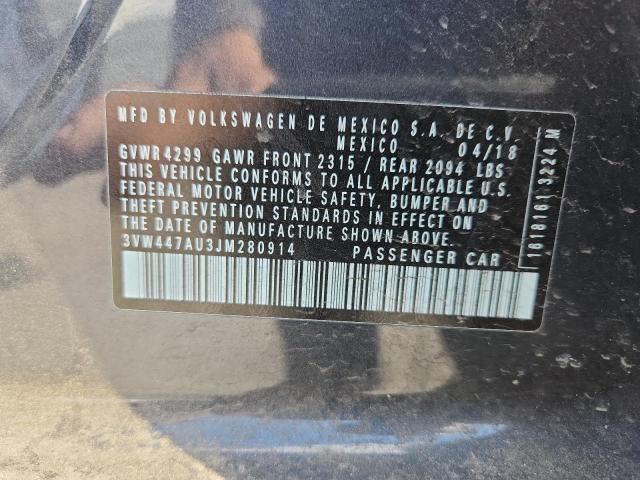 MFD BY VOLKSWAGEN DE MEXICO S.A. DE C.V
MEXICO 04/18
GVWR 4299 GAWR FRONT 2315 / REAR 2094 LBS
THIS VEHICLE CONFORMS TO ALL APPLICABLE U.S.
FEDERAL MOTOR VEHICLE SAFETY, BUMPER AND
THEFT PREVENTION STANDARDS IN EFFECT ON
THE DATE OF MANUFACTURE SHOWN ABOVE.
3VW447AU3JM280914 PASSENGER CAR
1818161 3224 M